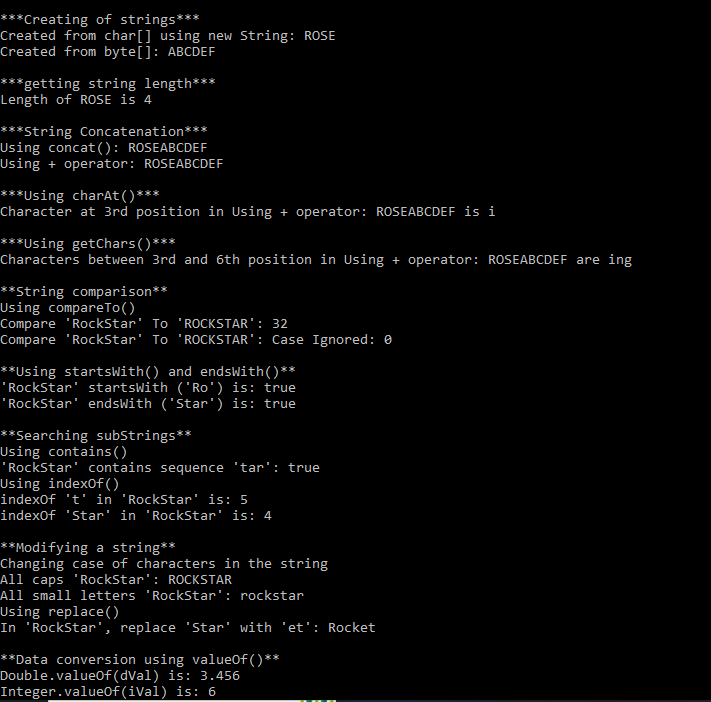 ***Creating of strings***
Created from char[] using new String: ROSE
Created from byte[]: ABCDEF
***getting string length***
Length of ROSE is 4
***String Concatenation***
Using concat(): ROSEABCDEF
Using + operator: ROSEABCDEF
***Using charAt()***
Character at 3rd position in Using + operator: ROSEABCDEF is i
***Using getChars()***
Characters between 3rd and 6th position in Using + operator: ROSEABCDEF are ing
**String comparison**
Using compareTo()
Compare 'RockStar' To 'ROCKSTAR': 32
Compare 'RockStar' To 'ROCKSTAR': Case Ignored: 0
**Using startsWith() and endsWith()**
'RockStar' startsWith ('Ro') is: true
'RockStar' endsWith ('Star') is: true
**Searching subStrings**
Using contains()
'RockStar' contains sequence 'tar': true
Using indexOf()
indexOf 't' in 'RockStar' is: 5
indexOf 'Star' in 'RockStar' is: 4
**Modifying a string**
Changing case of characters in the string
All caps 'RockStar': ROCKSTAR
All small letters 'RockStar': rockstar
Using replace()
In 'RockStar', replace 'Star' with 'et': Rocket
**Data conversion using valueOf()**
Double.valueOf(dVal) is: 3.456
Integer.valueOf(iVal) is: 6